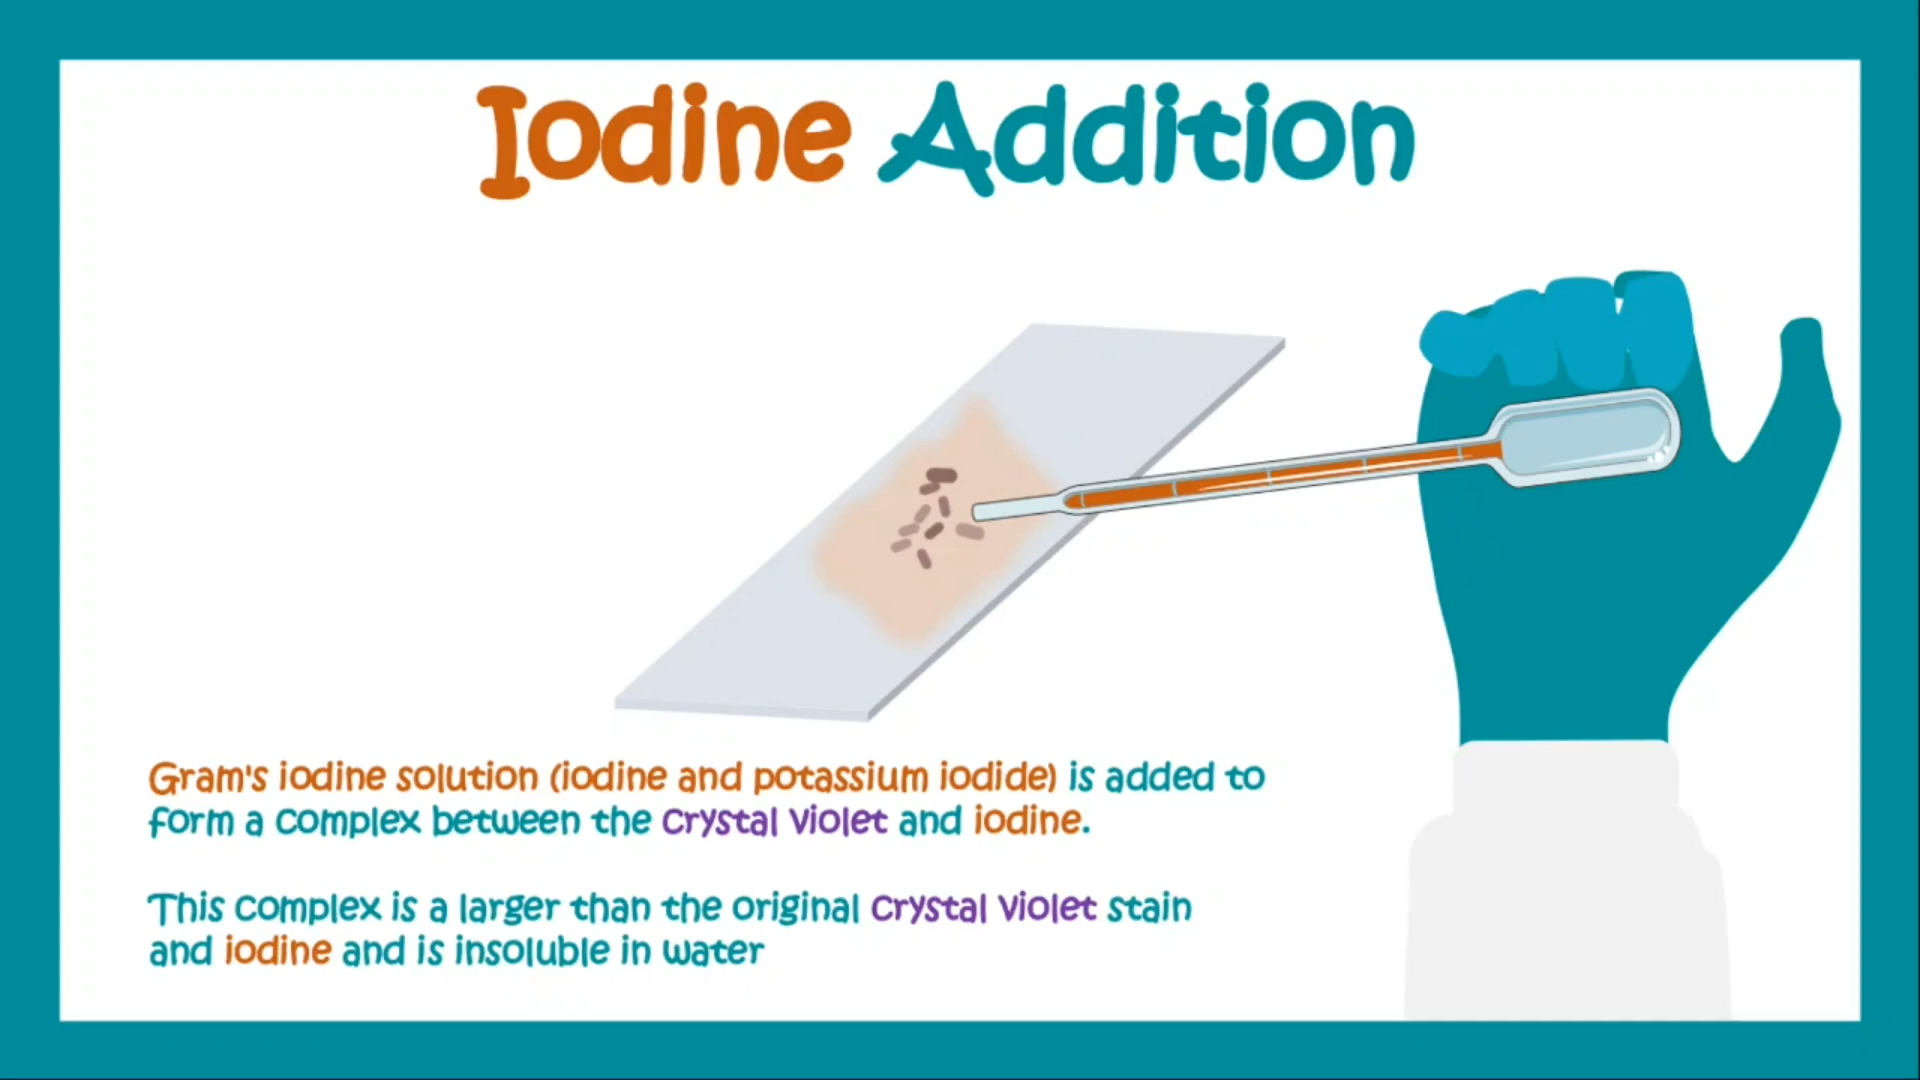 Iodine Addition
Gram's iodine solution (iodine and potassium iodide) is added to
form a complex between the crystal violet and iodine.
This complex is a larger than the original crystal violet stain
and iodine and is insoluble in water